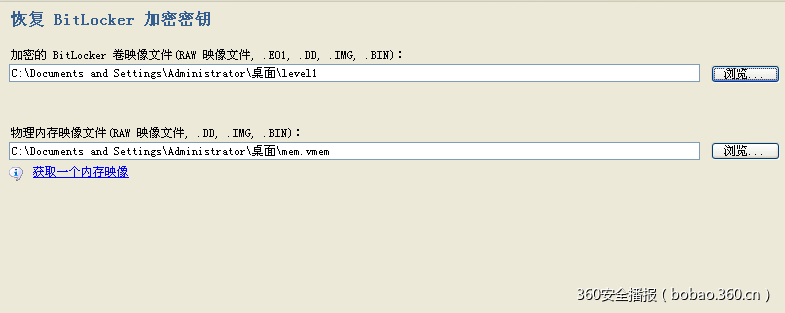 恢复 BitLocker 加密密钥
加密的 BitLocker 卷映像文件(RAW 映像文件, .E01, .DD, .IMG, .BIN)：
C:\Documents and Settings\Administrator\桌面\level1
浏览...
物理内存映像文件(RAW 映像文件, .DD, .IMG, .BIN)：
C:\Documents and Settings\Administrator\桌面\mem.vmem
浏览...
获取一个内存映像
360安全播报（bobao.360.cn）